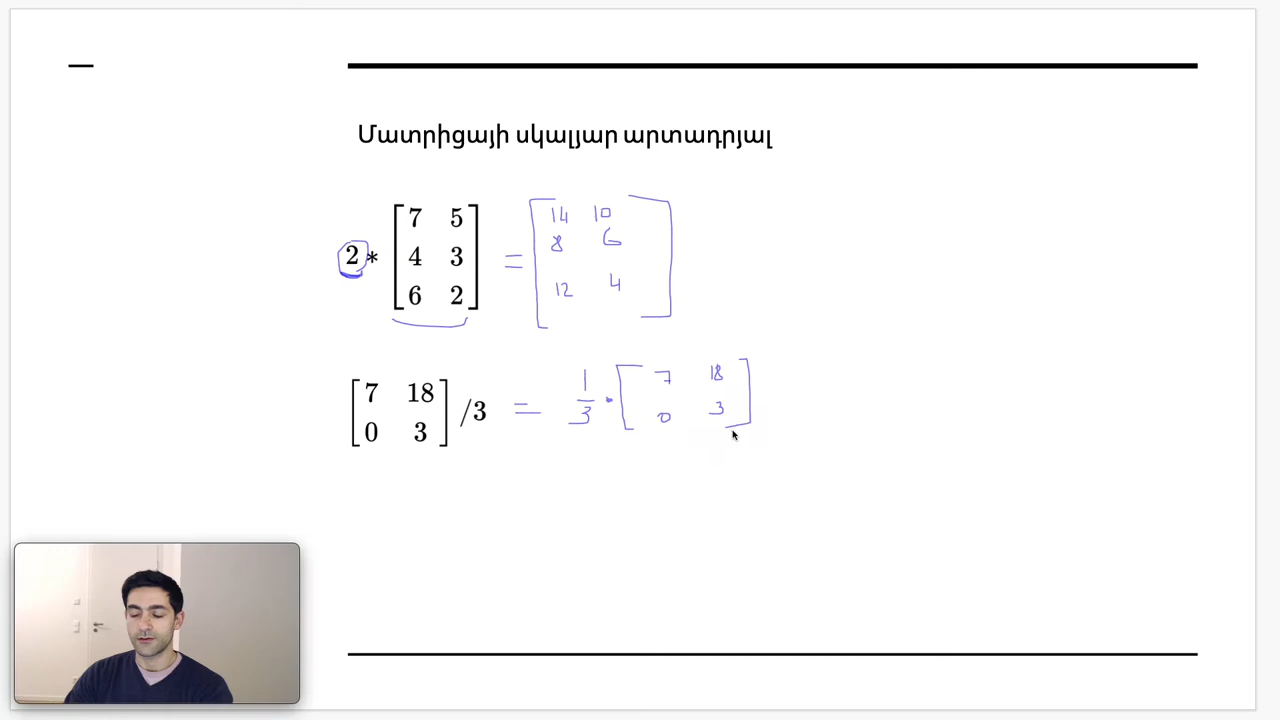 Մատրիցայի սկալյար արտադրյալ
2 * [7 5 = [14 10]
4 3 8 6
6 2] 12 4
[7 18 /3 = 1/3 · [7 18
0 3] 0 3]